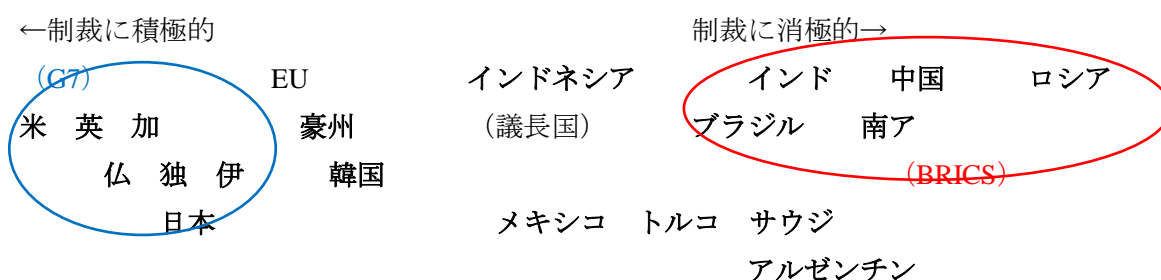 ←制裁に積極的 制裁に消極的→
（G7） EU インドネシア インド 中国 ロシア
米 英 加 豪州 （議長国） ブラジル 南ア
仏 独 伊 韓国 （BRICS）
日本 メキシコ トルコ サウジ
アルゼンチン